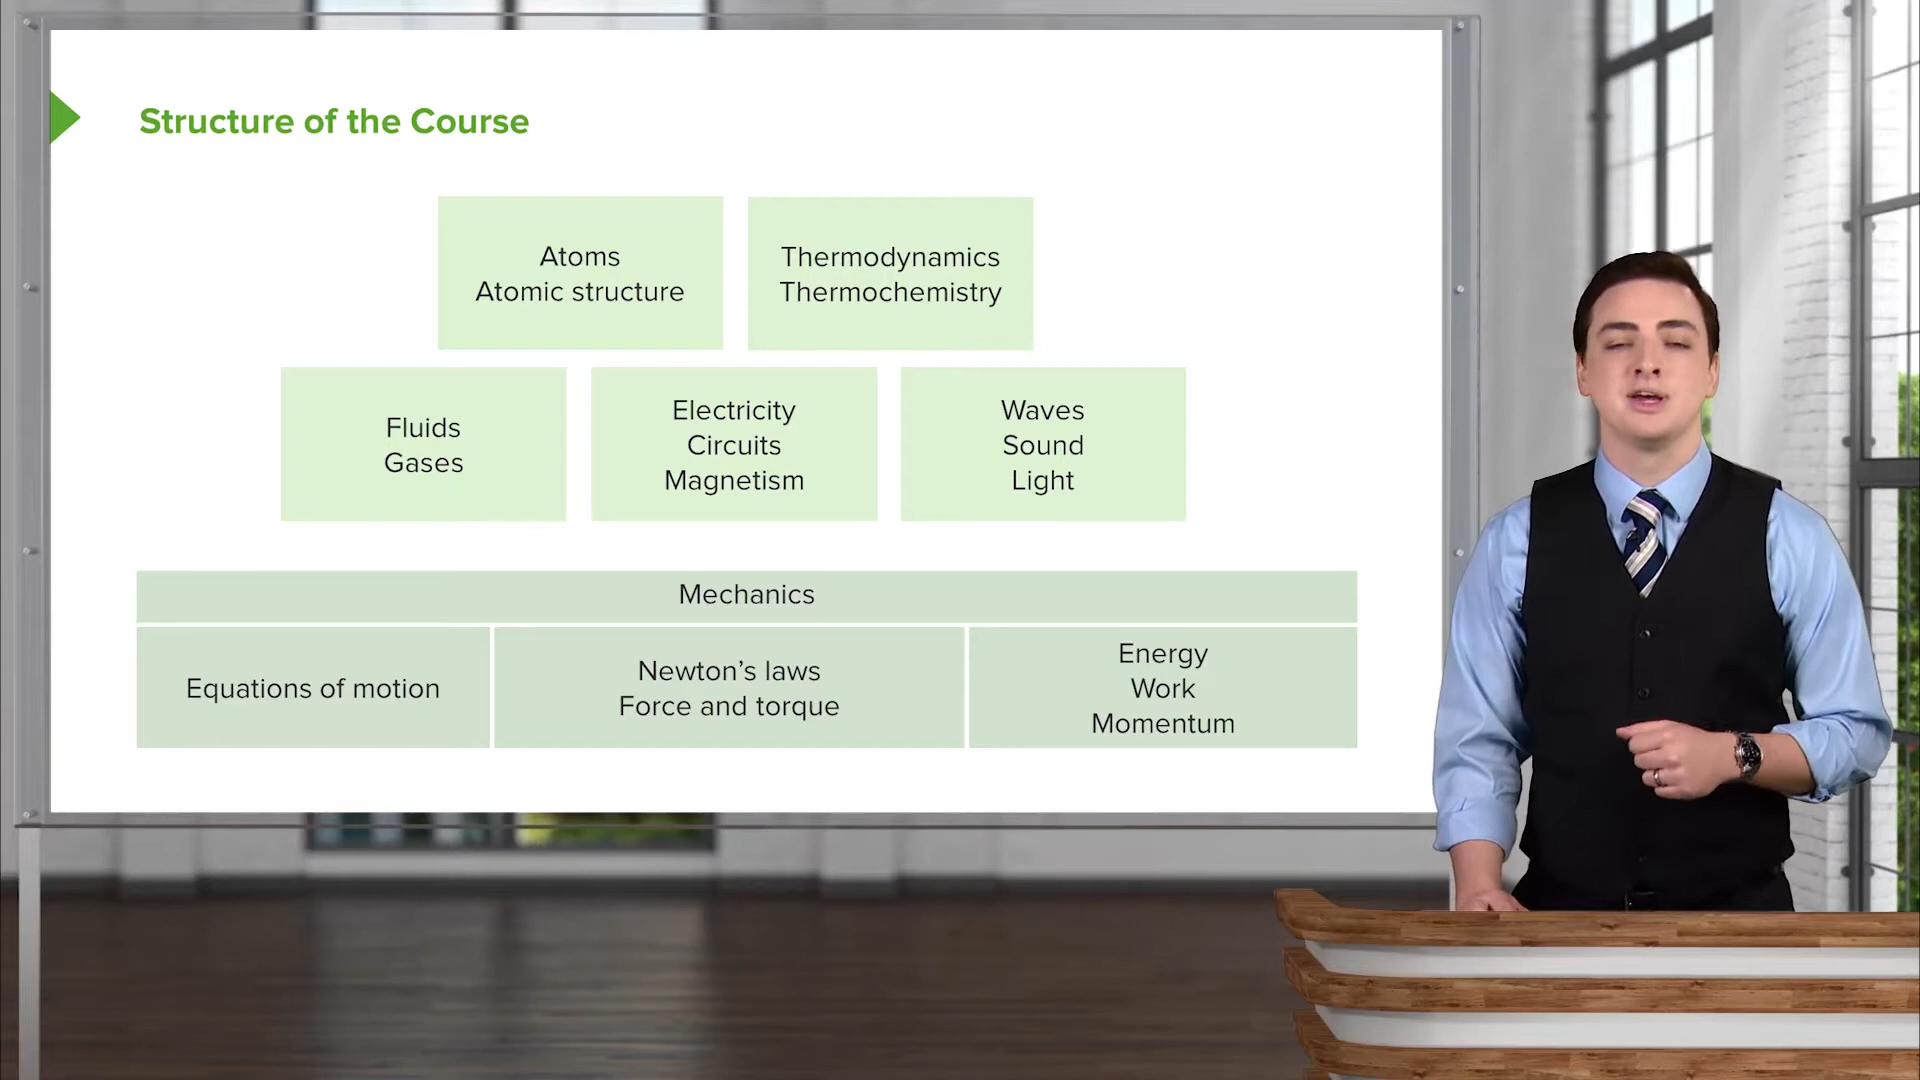 Structure of the Course
Atoms
Atomic structure
Thermodynamics
Thermochemistry
Fluids
Gases
Electricity
Circuits
Magnetism
Waves
Sound
Light
Mechanics
Equations of motion
Newton’s laws
Force and torque
Energy
Work
Momentum